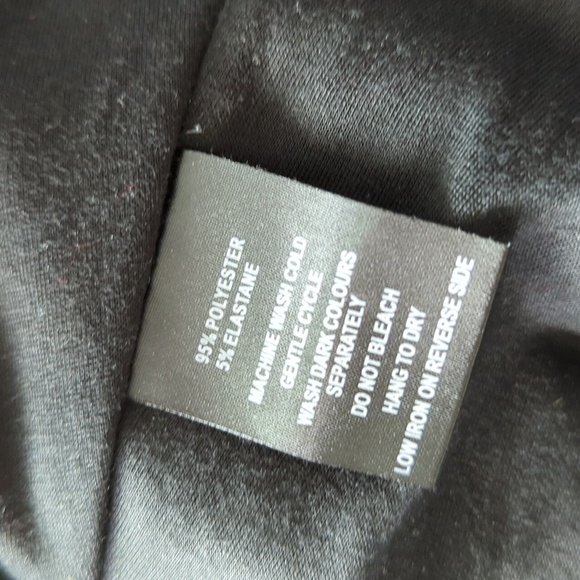 95% POLYESTER
5% ELASTANE
MACHINE WASH COLD
GENTLE CYCLE
WASH DARK COLOURS
SEPARATELY
DO NOT BLEACH
HANG TO DRY
LOW IRON ON REVERSE SIDE